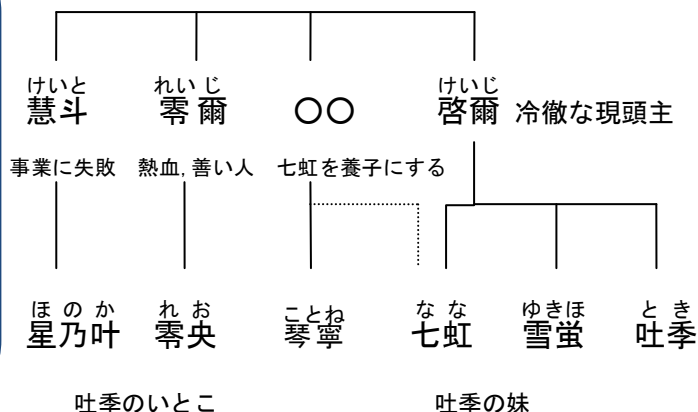 けいと れいじ けいじ
慧斗 零爾 〇〇 啓爾 冷徹な現頭主
事業に失敗 熱血,善い人 七虹を養子にする
ほのか れお ことね なな ゆきほ とき
星乃叶 零央 琴寧 七虹 雪蛍 吐季
吐季のいとこ 吐季の妹